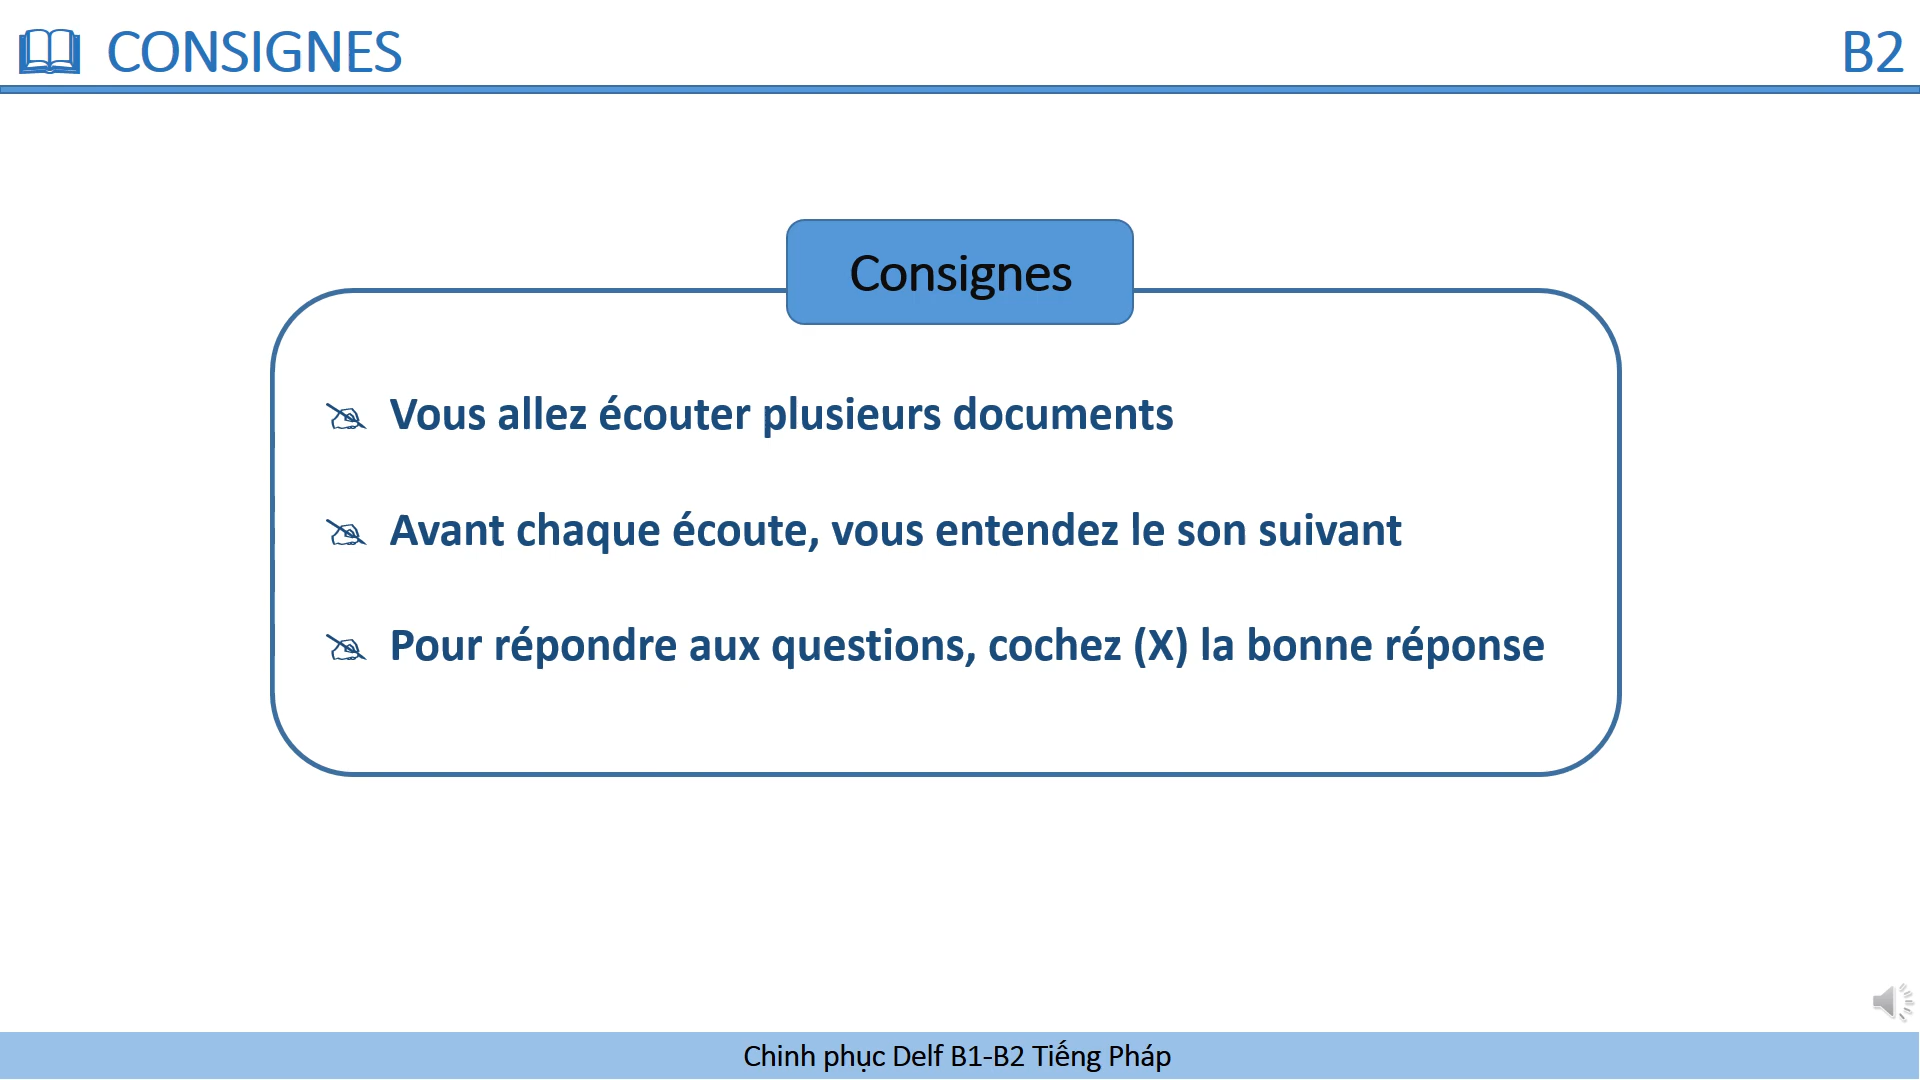 CONSIGNES
B2
Consignes
Vous allez écouter plusieurs documents
Avant chaque écoute, vous entendez le son suivant
Pour répondre aux questions, cochez (X) la bonne réponse
Chinh phục Delf B1-B2 Tiếng Pháp